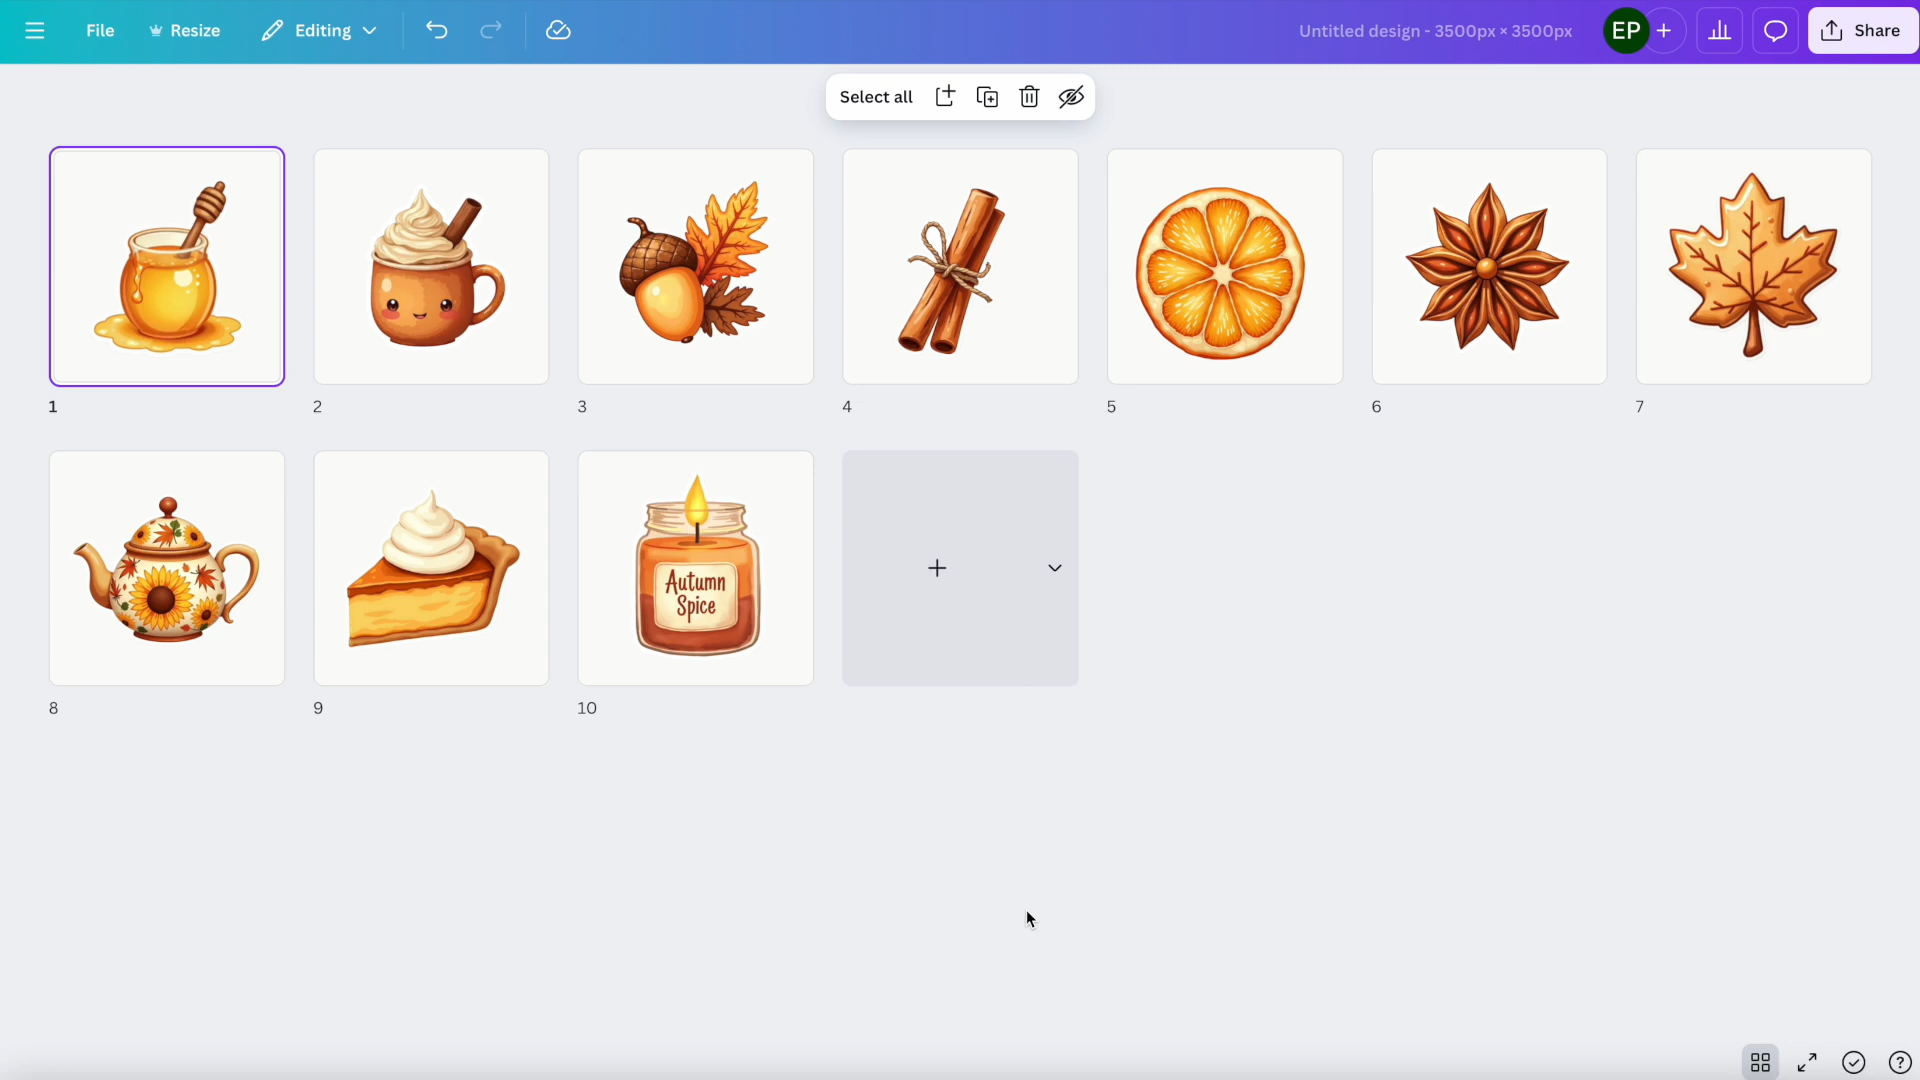 File
Resize
Editing
Untitled design - 3500px × 3500px
EP
Share
Select all
1
2
3
4
5
6
7
Autumn
Spice
8
9
10